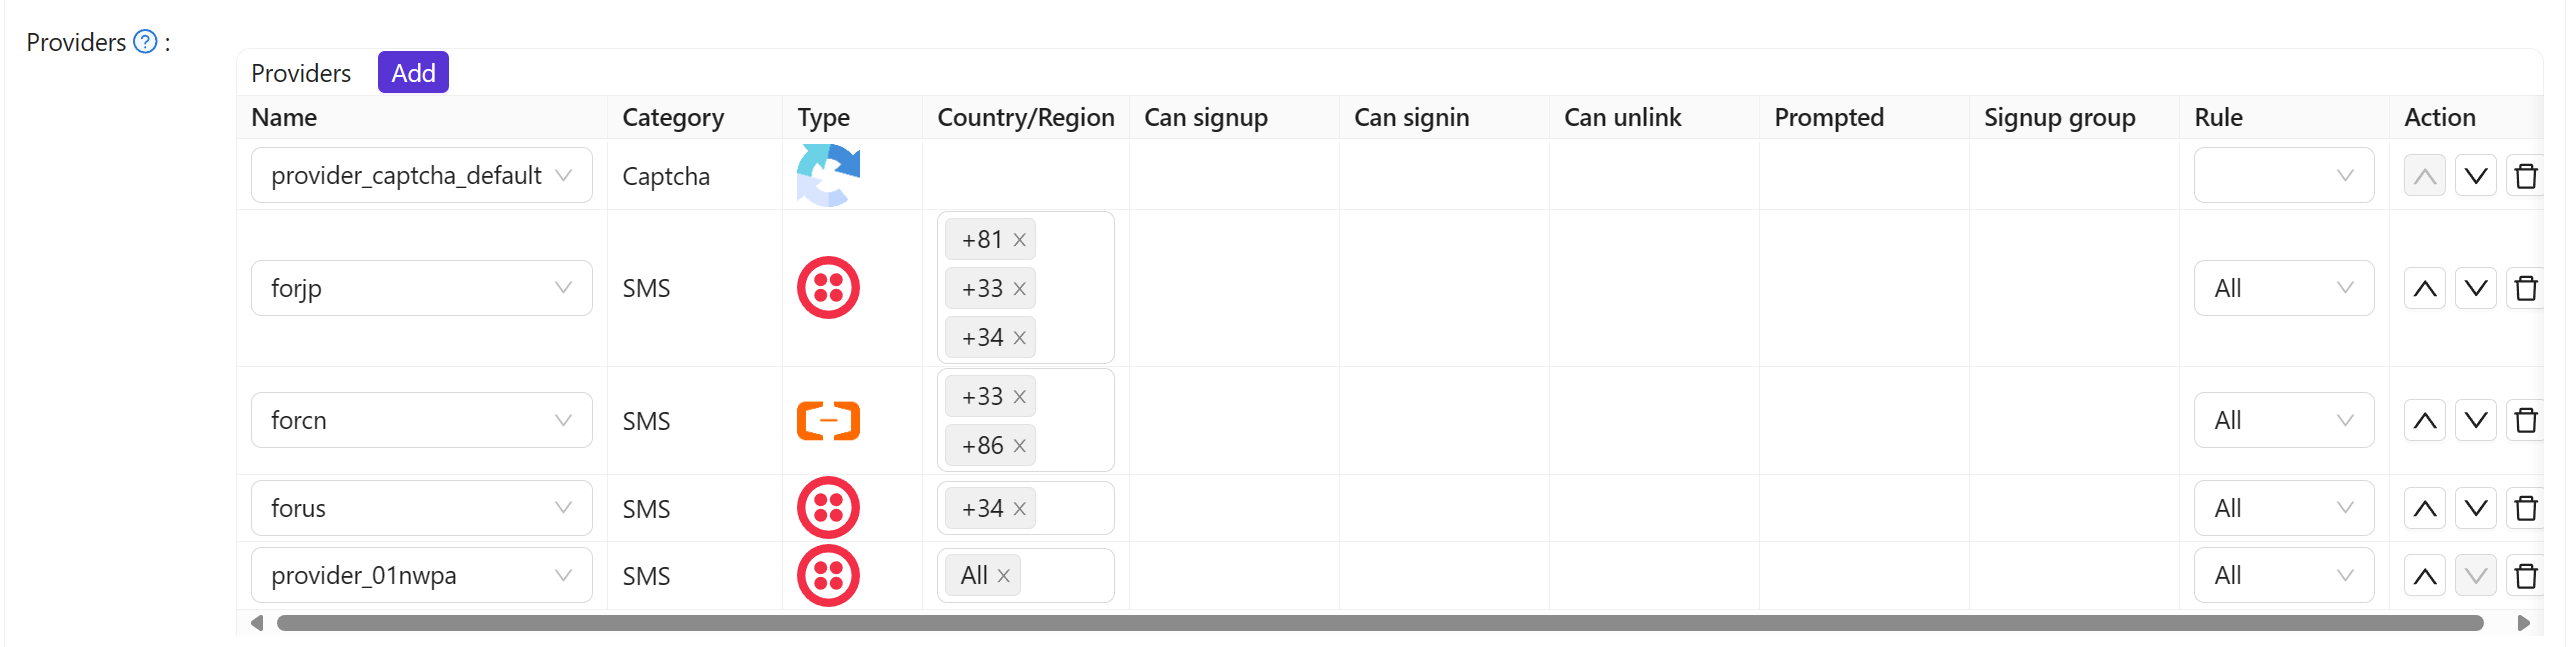 Providers ? :
Providers Add
Name Category Type Country/Region Can signup Can signin Can unlink Prompted Signup group Rule Action
provider_captcha_default Captcha
forjp SMS +81 +33 +34 All
forcn SMS +33 +86 All
forus SMS +34 All
provider_01nwpa SMS All All